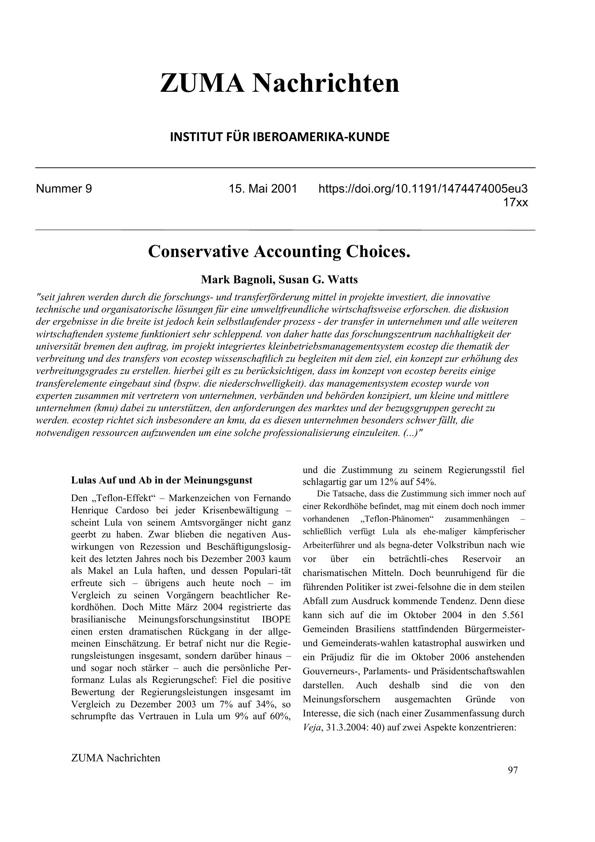 ZUMA Nachrichten
INSTITUT FÜR IBEROAMERIKA-KUNDE
Nummer 9 15. Mai 2001 https://doi.org/10.1191/1474474005eu3
17xx
Conservative Accounting Choices.
Mark Bagnoli, Susan G. Watts
"seit jahren werden durch die forschungs- und transferförderung mittel in projekte investiert, die innovative
technische und organisatorische lösungen für eine umweltfreundliche wirtschaftsweise erforschen. die diskussion
der ergebnisse in die breite ist jedoch kein selbstlaufender prozess - der transfer in unternehmen und alle weiteren
wirtschaftenden systeme funktioniert sehr schleppend. von daher hatte das forschungszentrum nachhaltigkeit der
universität bremen den auftrag, im projekt integriertes kleinbetriebsmanagementsystem ecostep die thematik der
verbreitung und des transfers von ecostep wissenschaftlich zu begleiten mit dem ziel, ein konzept zur erhöhung des
verbreitungsgrades zu erstellen. hierbei gilt es zu berücksichtigen, dass im konzept von ecostep bereits einige
transferelemente eingebaut sind (bspw. die niederschwelligkeit). das managementsystem ecostep wurde von
experten zusammen mit vertretern von unternehmen, verbänden und behörden konzipiert, um kleine und mittlere
unternehmen (kmu) dabei zu unterstützen, den anforderungen des marktes und der bezugsgruppen gerecht zu
werden. ecostep richtet sich insbesondere an kmu, da es diesen unternehmen besonders schwer fällt, die
notwendigen ressourcen aufzuwenden um eine solche professionalisierung einzuleiten. (...)"
Lulas Auf und Ab in der Meinungsgunst
Den „Teflon-Effekt“ – Markenzeichen von Fernando
Henrique Cardoso bei jeder Krisenbewältigung –
scheint Lula von seinem Amtsvorgänger nicht ganz
geerbt zu haben. Zwar blieben die negativen Aus-
wirkungen von Rezession und Beschäftigungslosig-
keit des letzten Jahres noch bis Dezember 2003 kaum
als Makel an Lula haften, und dessen Populari-tät
erfreute sich – übrigens auch heute noch – im
Vergleich zu seinen Vorgängern beachtlicher Re-
kordhöhen. Doch Mitte März 2004 registrierte das
brasilianische Meinungsforschungsinstitut IBOPE
einen ersten dramatischen Rückgang in der allge-
meinen Einschätzung. Er betraf nicht nur die Regie-
rungsleistungen insgesamt, sondern darüber hinaus –
und sogar noch stärker – auch die persönliche Per-
formanz Lulas als Regierungschef: Fiel die positive
Bewertung der Regierungsleistungen insgesamt im
Vergleich zu Dezember 2003 um 7% auf 34%, so
schrumpfte das Vertrauen in Lula um 9% auf 60%,
und die Zustimmung zu seinem Regierungsstil fiel
schlagartig gar um 12% auf 54%.
Die Tatsache, dass die Zustimmung sich immer noch auf
einer Rekordhöhe befindet, mag mit einem doch noch immer
vorhandenen „Teflon-Phänomen“ zusammenhängen –
schließlich verfügt Lula als ehe-maliger kämpferischer
Arbeiterführer und als begna-deter Volkstribun nach wie
vor über ein beträchtli-ches Reservoir an
charismatischen Mitteln. Doch beunruhigend für die
führenden Politiker ist zwei-felsohne die in dem steilen
Abfall zum Ausdruck kommende Tendenz. Denn diese
kann sich auf die im Oktober 2004 in den 5.561
Gemeinden Brasiliens stattfindenden Bürgermeister-
und Gemeinderats-wahlen katastrophal auswirken und
ein Präjudiz für die im Oktober 2006 anstehenden
Gouverneurs-, Parlaments- und Präsidentschaftswahlen
darstellen. Auch deshalb sind die von den
Meinungsforschern ausgemachten Gründe von
Interesse, die sich (nach einer Zusammenfassung durch
Veja, 31.3.2004: 40) auf zwei Aspekte konzentrieren:
ZUMA Nachrichten
97